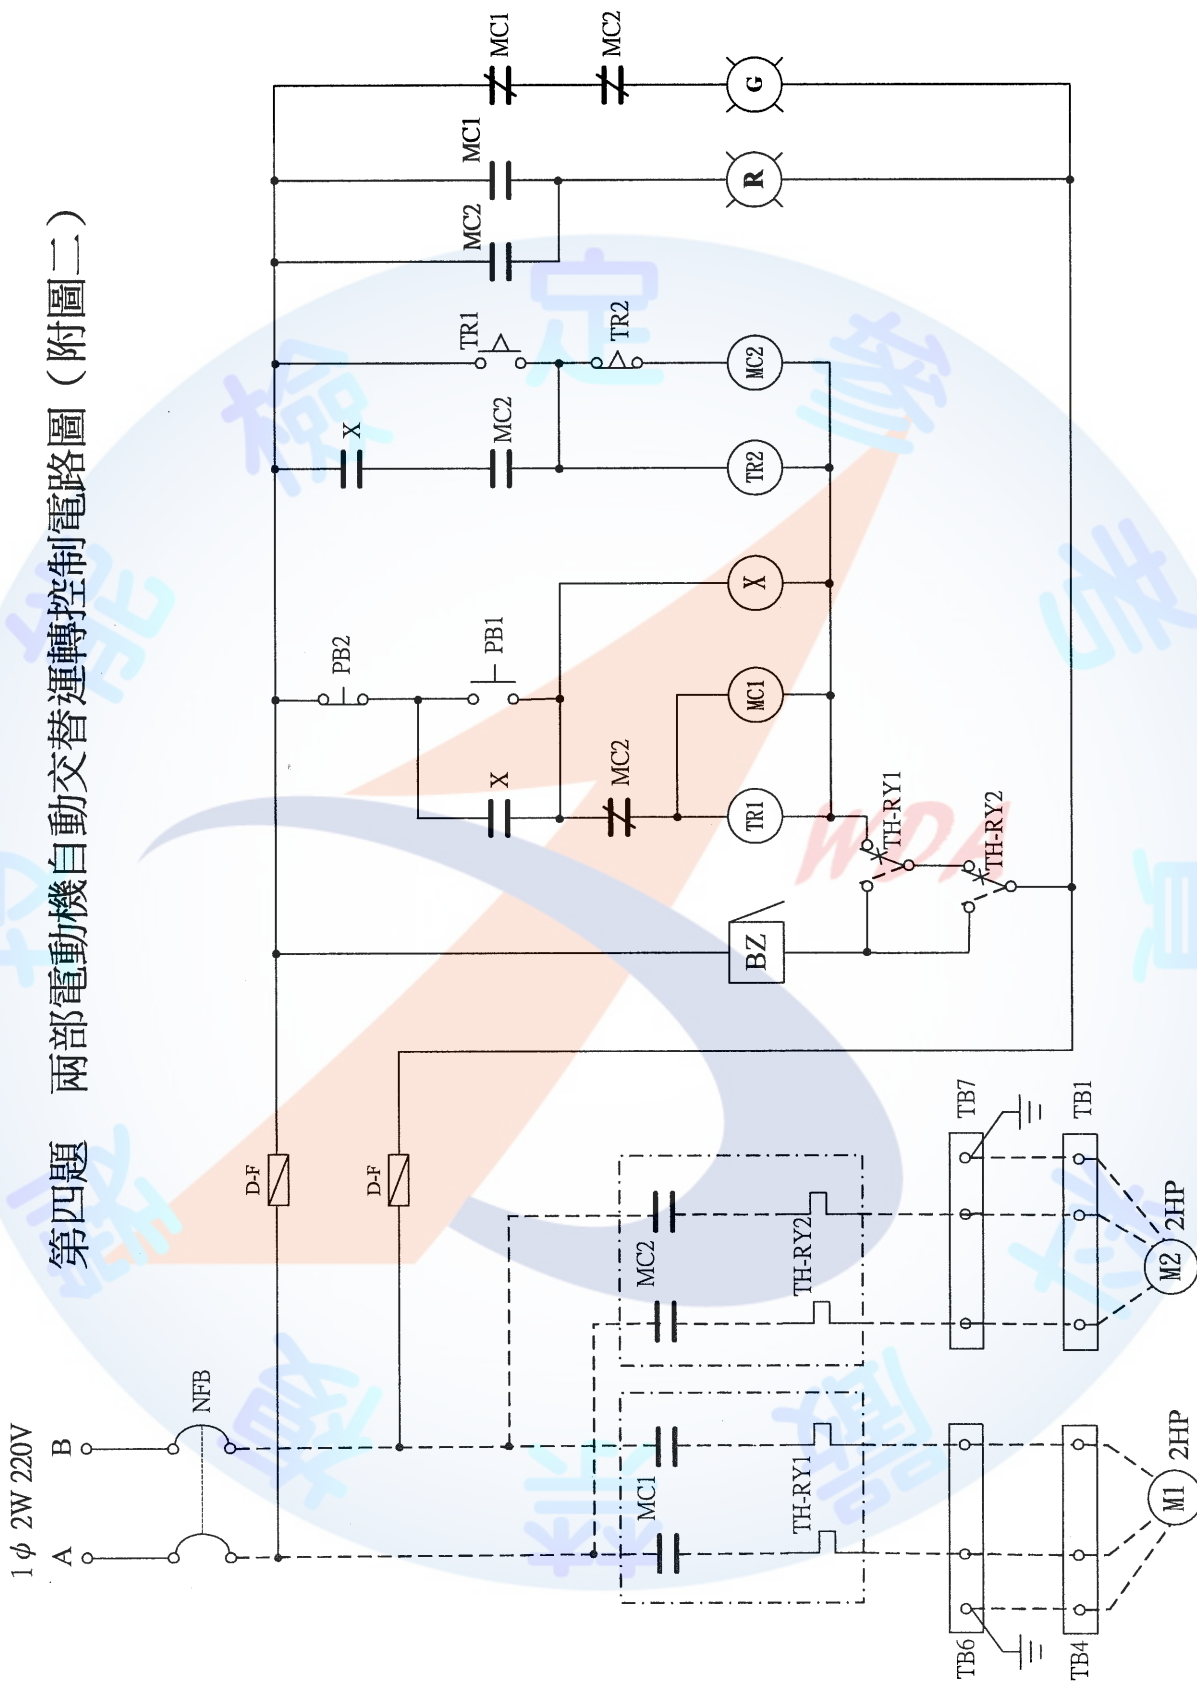 第四題　兩部電動機自動交替運轉控制電路圖（附圖二）
1ϕ 2W 220V
A
B
NFB
D-F
D-F
MC1
MC2
G
MC1
MC2
R
TR1
TR2
MC2
X
MC2
TR2
PB2
PB1
X
X
MC2
MC1
TR1
TH-RY1
TH-RY2
BZ
MC2
TH-RY2
TB7
TB1
M2
2HP
MC1
TH-RY1
TB6
TB4
M1
2HP
WDA